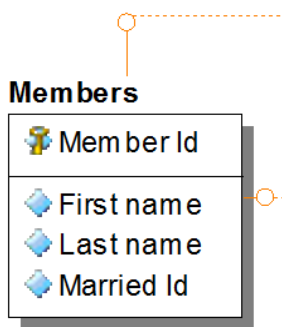 Members
Member Id
First name
Last name
Married Id